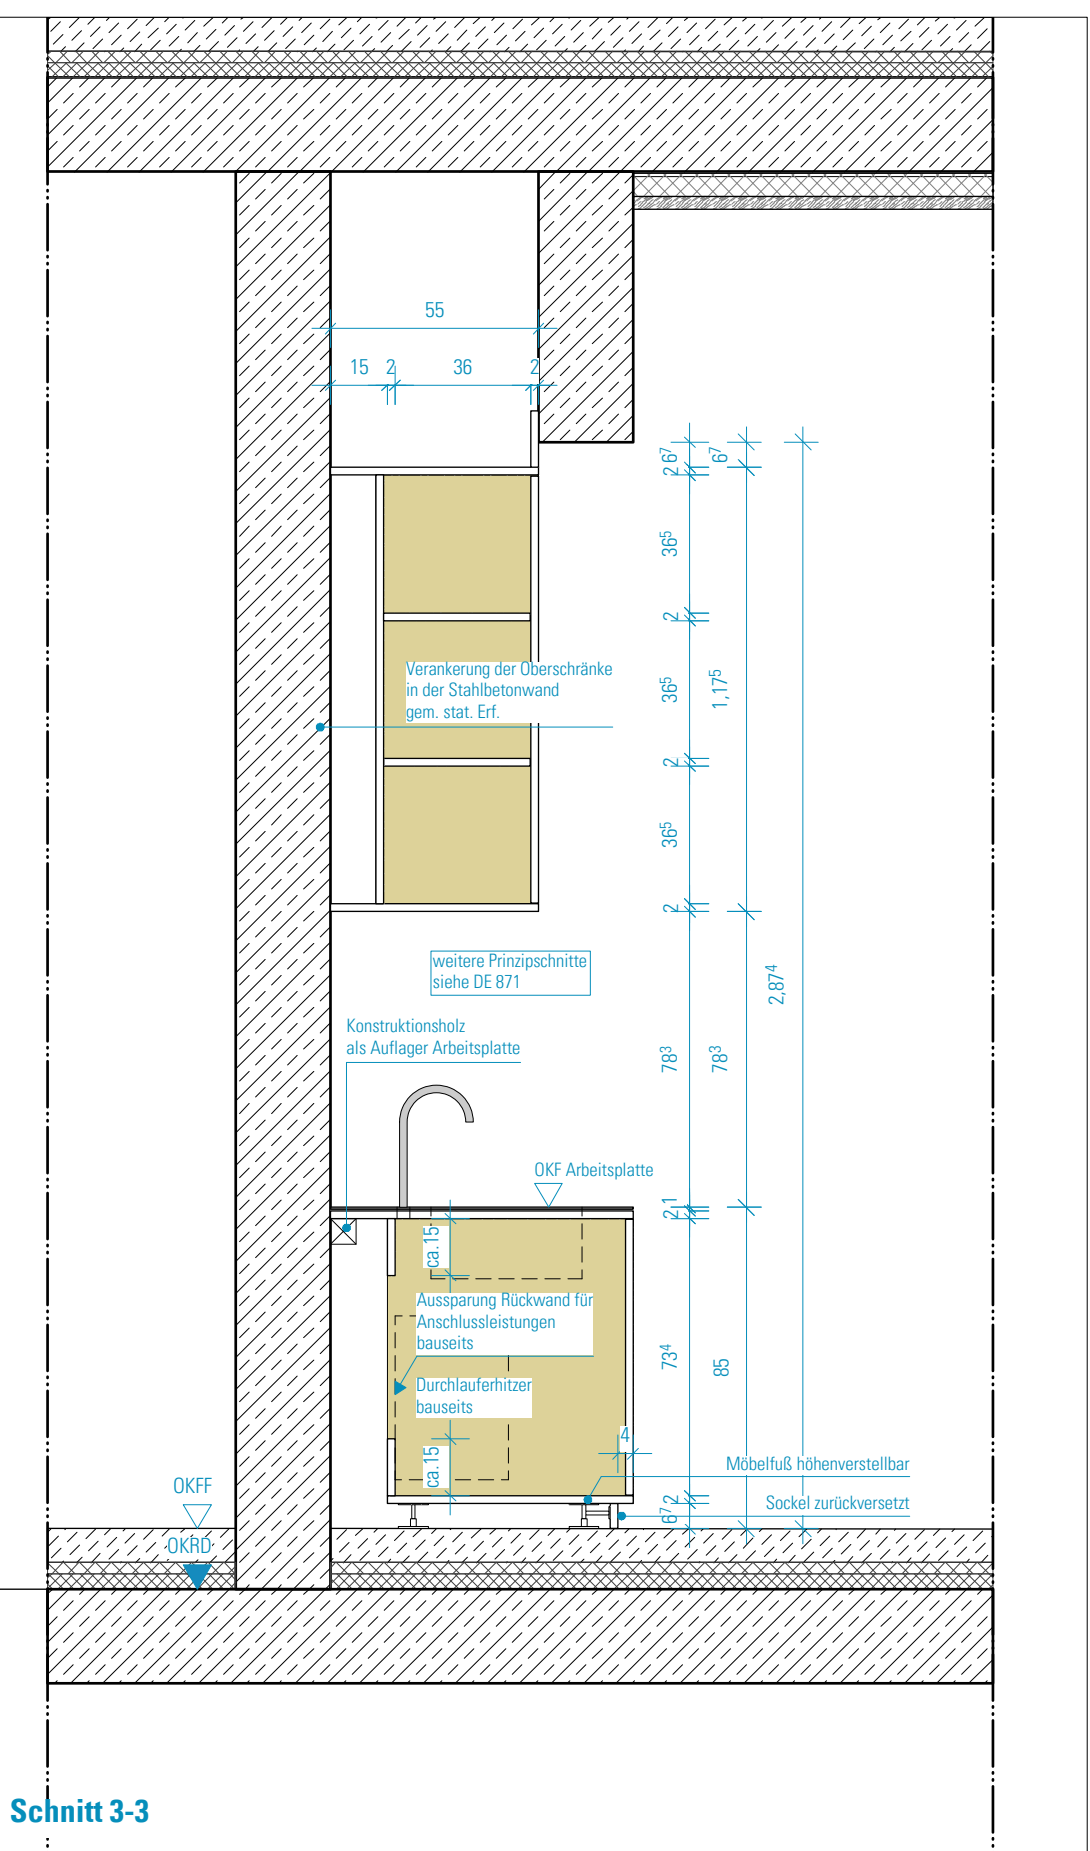 55
15 2 36 2
6⁷ 6⁷
2
36⁵
2
Verankerung der Oberschränke
in der Stahlbetonwand
gem. stat. Erf.
36⁵ 1,17⁵
2
36⁵
2
weitere Prinzipschnitte
siehe DE 871
2,87⁴
Konstruktionsholz
als Auflager Arbeitsplatte
78³ 78³
OKF Arbeitsplatte
1
2
ca.15
Aussparung Rückwand für
Anschlussleistungen
bauseits
73⁴ 85
Durchlauferhitzer
bauseits
4
ca.15
Möbelfuß höhenverstellbar
OKFF
2
Sockel zurückversetzt
6⁷
OKRD
Schnitt 3-3